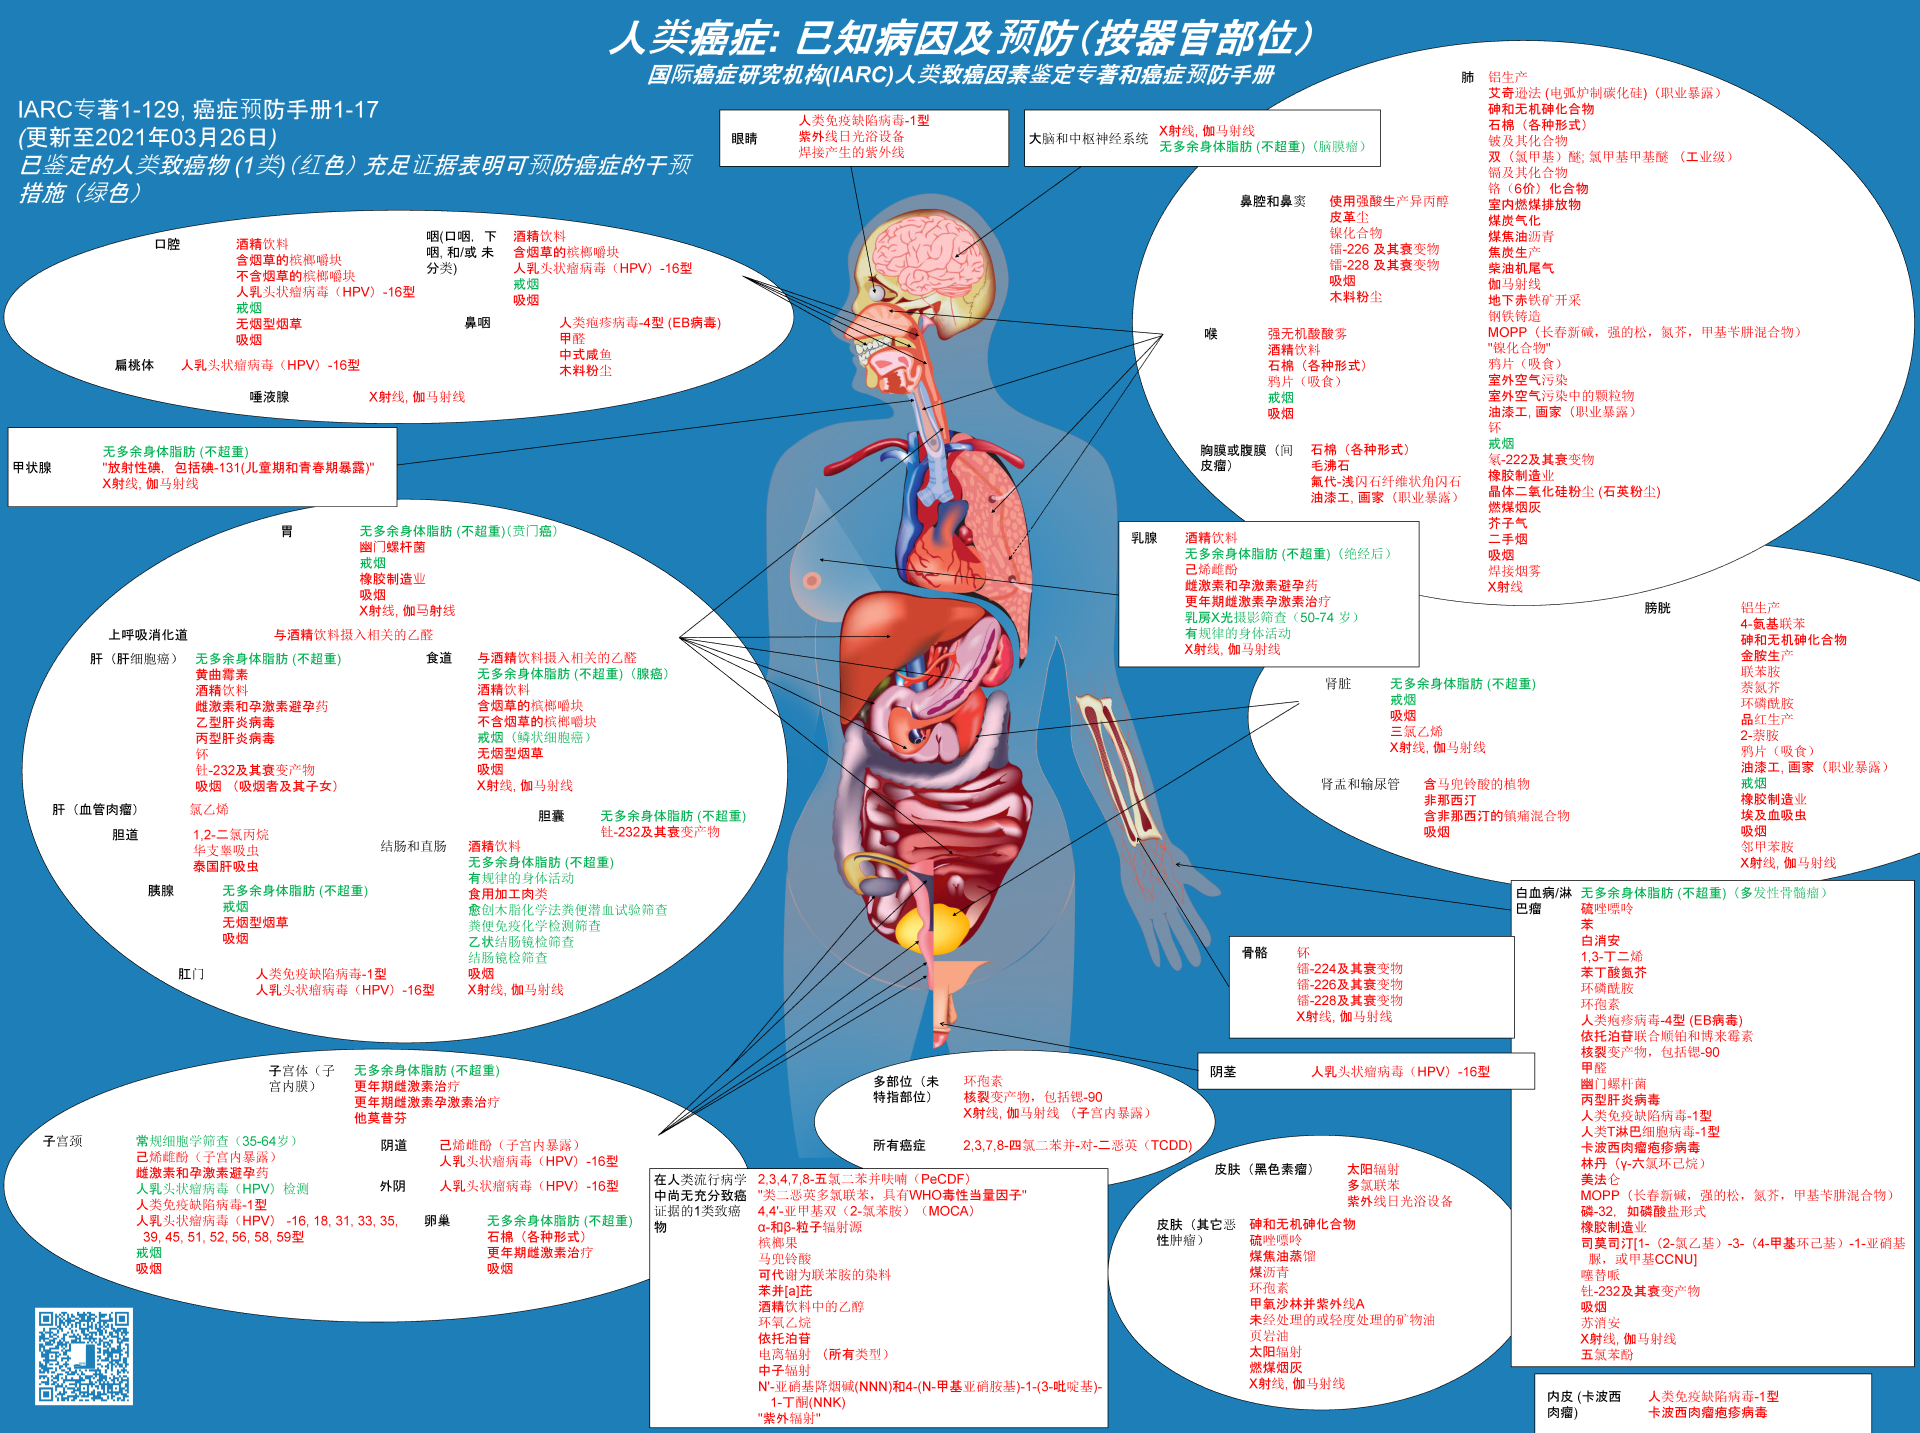 人类癌症: 已知病因及预防(按器官部位)
国际癌症研究机构(IARC)人类致癌因素鉴定专著和癌症预防手册
IARC专著1-129, 癌症预防手册1-17
(更新至2021年03月26日)
已鉴定的人类致癌物 (1类) (红色) 充足证据表明可预防癌症的干预
措施 (绿色)
口腔
酒精饮料
含烟草的槟榔嚼块
不含烟草的槟榔嚼块
人乳头状瘤病毒（HPV）-16型
戒烟
无烟型烟草
吸烟
咽(口咽, 下
咽, 和/或 未
分类)
酒精饮料
含烟草的槟榔嚼块
人乳头状瘤病毒（HPV）-16型
戒烟
吸烟
鼻咽
人类疱疹病毒-4型 (EB病毒)
甲醛
中式咸鱼
木料粉尘
扁桃体
人乳头状瘤病毒（HPV）-16型
唾液腺
X射线, 伽马射线
甲状腺
无多余身体脂肪 (不超重)
"放射性碘, 包括碘-131(儿童期和青春期暴露)"
X射线, 伽马射线
眼睛
人类免疫缺陷病毒-1型
紫外线日光浴设备
焊接产生的紫外线
大脑和中枢神经系统
X射线, 伽马射线
无多余身体脂肪 (不超重)（脑膜瘤）
肺
铝生产
艾奇逊法 (电弧炉制碳化硅)（职业暴露）
砷和无机砷化合物
石棉（各种形式）
铍及其化合物
双（氯甲基）醚; 氯甲基甲基醚 （工业级）
镉及其化合物
铬（6价）化合物
室内燃煤排放物
煤炭气化
煤焦油沥青
焦炭生产
柴油机尾气
伽马射线
地下赤铁矿开采
钢铁铸造
MOPP（长春新碱，强的松，氮芥，甲基苄肼混合物）
"镍化合物"
鸦片（吸食）
室外空气污染
室外空气污染中的颗粒物
油漆工, 画家（职业暴露）
钚
戒烟
氡-222及其衰变物
橡胶制造业
晶体二氧化硅粉尘 (石英粉尘)
燃煤烟灰
芥子气
二手烟
吸烟
焊接烟雾
X射线
鼻腔和鼻窦
使用强酸生产异丙醇
皮革尘
镍化合物
镭-226 及其衰变物
镭-228 及其衰变物
吸烟
木料粉尘
喉
强无机酸酸雾
酒精饮料
石棉（各种形式）
鸦片（吸食）
戒烟
吸烟
胸膜或腹膜（间
皮瘤）
石棉（各种形式）
毛沸石
氟代-浅闪石纤维状角闪石
油漆工, 画家（职业暴露）
乳腺
酒精饮料
无多余身体脂肪 (不超重)（绝经后）
己烯雌酚
雌激素和孕激素避孕药
更年期雌激素孕激素治疗
乳房X光摄影筛查（50-74 岁）
有规律的身体活动
X射线, 伽马射线
胃
无多余身体脂肪 (不超重)(贲门癌）
幽门螺杆菌
戒烟
橡胶制造业
吸烟
X射线, 伽马射线
上呼吸消化道
与酒精饮料摄入相关的乙醛
肝（肝细胞癌）
无多余身体脂肪 (不超重)
黄曲霉素
酒精饮料
雌激素和孕激素避孕药
乙型肝炎病毒
丙型肝炎病毒
钚
钍-232及其衰变产物
吸烟 （吸烟者及其子女）
食道
与酒精饮料摄入相关的乙醛
无多余身体脂肪 (不超重)（腺癌）
酒精饮料
含烟草的槟榔嚼块
不含烟草的槟榔嚼块
戒烟（鳞状细胞癌）
无烟型烟草
吸烟
X射线, 伽马射线
肝（血管肉瘤）
氯乙烯
胆囊
无多余身体脂肪 (不超重)
钍-232及其衰变产物
胆道
1,2-二氯丙烷
华支睾吸虫
泰国肝吸虫
结肠和直肠
酒精饮料
无多余身体脂肪 (不超重)
有规律的身体活动
食用加工肉类
愈创木脂化学法粪便潜血试验筛查
粪便免疫化学检测筛查
乙状结肠镜检筛查
结肠镜检筛查
吸烟
X射线, 伽马射线
胰腺
无多余身体脂肪 (不超重)
戒烟
无烟型烟草
吸烟
肛门
人类免疫缺陷病毒-1型
人乳头状瘤病毒（HPV）-16型
膀胱
铝生产
4-氨基联苯
砷和无机砷化合物
金胺生产
联苯胺
萘氮芥
环磷酰胺
品红生产
2-萘胺
鸦片（吸食）
油漆工, 画家（职业暴露）
戒烟
橡胶制造业
埃及血吸虫
吸烟
邻甲苯胺
X射线, 伽马射线
肾脏
无多余身体脂肪 (不超重)
戒烟
吸烟
三氯乙烯
X射线, 伽马射线
肾盂和输尿管
含马兜铃酸的植物
非那西汀
含非那西汀的镇痛混合物
吸烟
白血病/淋
巴瘤
无多余身体脂肪 (不超重)（多发性骨髓瘤）
硫唑嘌呤
苯
白消安
1,3-丁二烯
苯丁酸氮芥
环磷酰胺
环孢素
人类疱疹病毒-4型 (EB病毒)
依托泊苷联合顺铂和博来霉素
核裂变产物，包括锶-90
甲醛
幽门螺杆菌
丙型肝炎病毒
人类免疫缺陷病毒-1型
人类T淋巴细胞病毒-1型
卡波西肉瘤疱疹病毒
林丹（γ-六氯环己烷）
美法仑
MOPP（长春新碱，强的松，氮芥，甲基苄肼混合物）
磷-32，如磷酸盐形式
橡胶制造业
司莫司汀[1-（2-氯乙基）-3-（4-甲基环己基）-1-亚硝基
脲，或甲基CCNU]
噻替哌
钍-232及其衰变产物
吸烟
苏消安
X射线, 伽马射线
五氯苯酚
骨骼
钚
镭-224及其衰变物
镭-226及其衰变物
镭-228及其衰变物
X射线, 伽马射线
阴茎
人乳头状瘤病毒（HPV）-16型
子宫体（子
宫内膜）
无多余身体脂肪 (不超重)
更年期雌激素治疗
更年期雌激素孕激素治疗
他莫昔芬
子宫颈
常规细胞学筛查（35-64岁）
己烯雌酚（子宫内暴露）
雌激素和孕激素避孕药
人乳头状瘤病毒（HPV）检测
人类免疫缺陷病毒-1型
人乳头状瘤病毒（HPV） -16, 18, 31, 33, 35,
39, 45, 51, 52, 56, 58, 59型
戒烟
吸烟
阴道
己烯雌酚（子宫内暴露）
人乳头状瘤病毒（HPV）-16型
外阴
人乳头状瘤病毒（HPV）-16型
卵巢
无多余身体脂肪 (不超重)
石棉（各种形式）
更年期雌激素治疗
吸烟
多部位（未
特指部位）
环孢素
核裂变产物，包括锶-90
X射线, 伽马射线 （子宫内暴露）
所有癌症
2,3,7,8-四氯二苯并-对-二恶英（TCDD)
在人类流行病学
中尚无充分致癌
证据的1类致癌
物
2,3,4,7,8-五氯二苯并呋喃（PeCDF）
"类二恶英多氯联苯，具有WHO毒性当量因子"
4,4'-亚甲基双（2-氯苯胺）（MOCA）
α-和β-粒子辐射源
槟榔果
马兜铃酸
可代谢为联苯胺的染料
苯并[a]芘
酒精饮料中的乙醇
环氧乙烷
依托泊苷
电离辐射 （所有类型）
中子辐射
N'-亚硝基降烟碱(NNN)和4-(N-甲基亚硝胺基)-1-(3-吡啶基)-
1-丁酮(NNK)
"紫外辐射"
皮肤（黑色素瘤）
太阳辐射
多氯联苯
紫外线日光浴设备
皮肤（其它恶
性肿瘤）
砷和无机砷化合物
硫唑嘌呤
煤焦油蒸馏
煤沥青
环孢素
甲氧沙林并紫外线A
未经处理的或轻度处理的矿物油
页岩油
太阳辐射
燃煤烟灰
X射线, 伽马射线
内皮 (卡波西
肉瘤)
人类免疫缺陷病毒-1型
卡波西肉瘤疱疹病毒